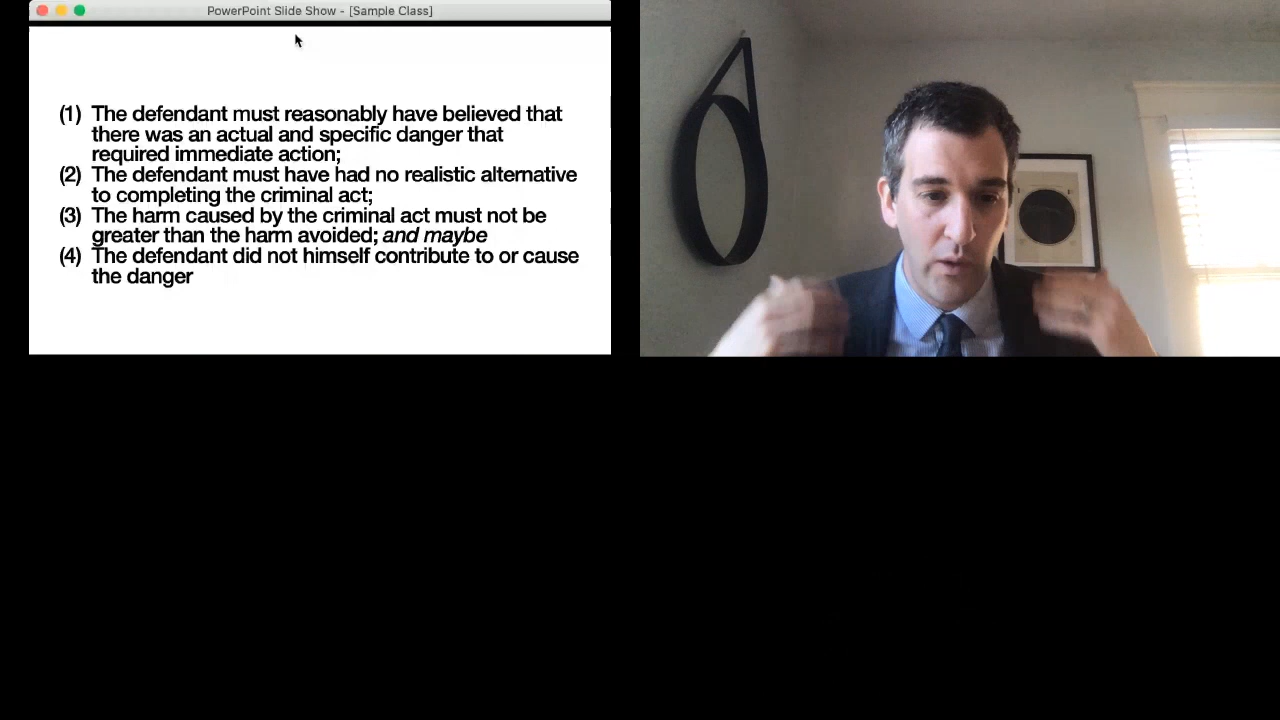 PowerPoint Slide Show - [Sample Class]
(1) The defendant must reasonably have believed that
there was an actual and specific danger that
required immediate action;
(2) The defendant must have had no realistic alternative
to completing the criminal act;
(3) The harm caused by the criminal act must not be
greater than the harm avoided; and maybe
(4) The defendant did not himself contribute to or cause
the danger